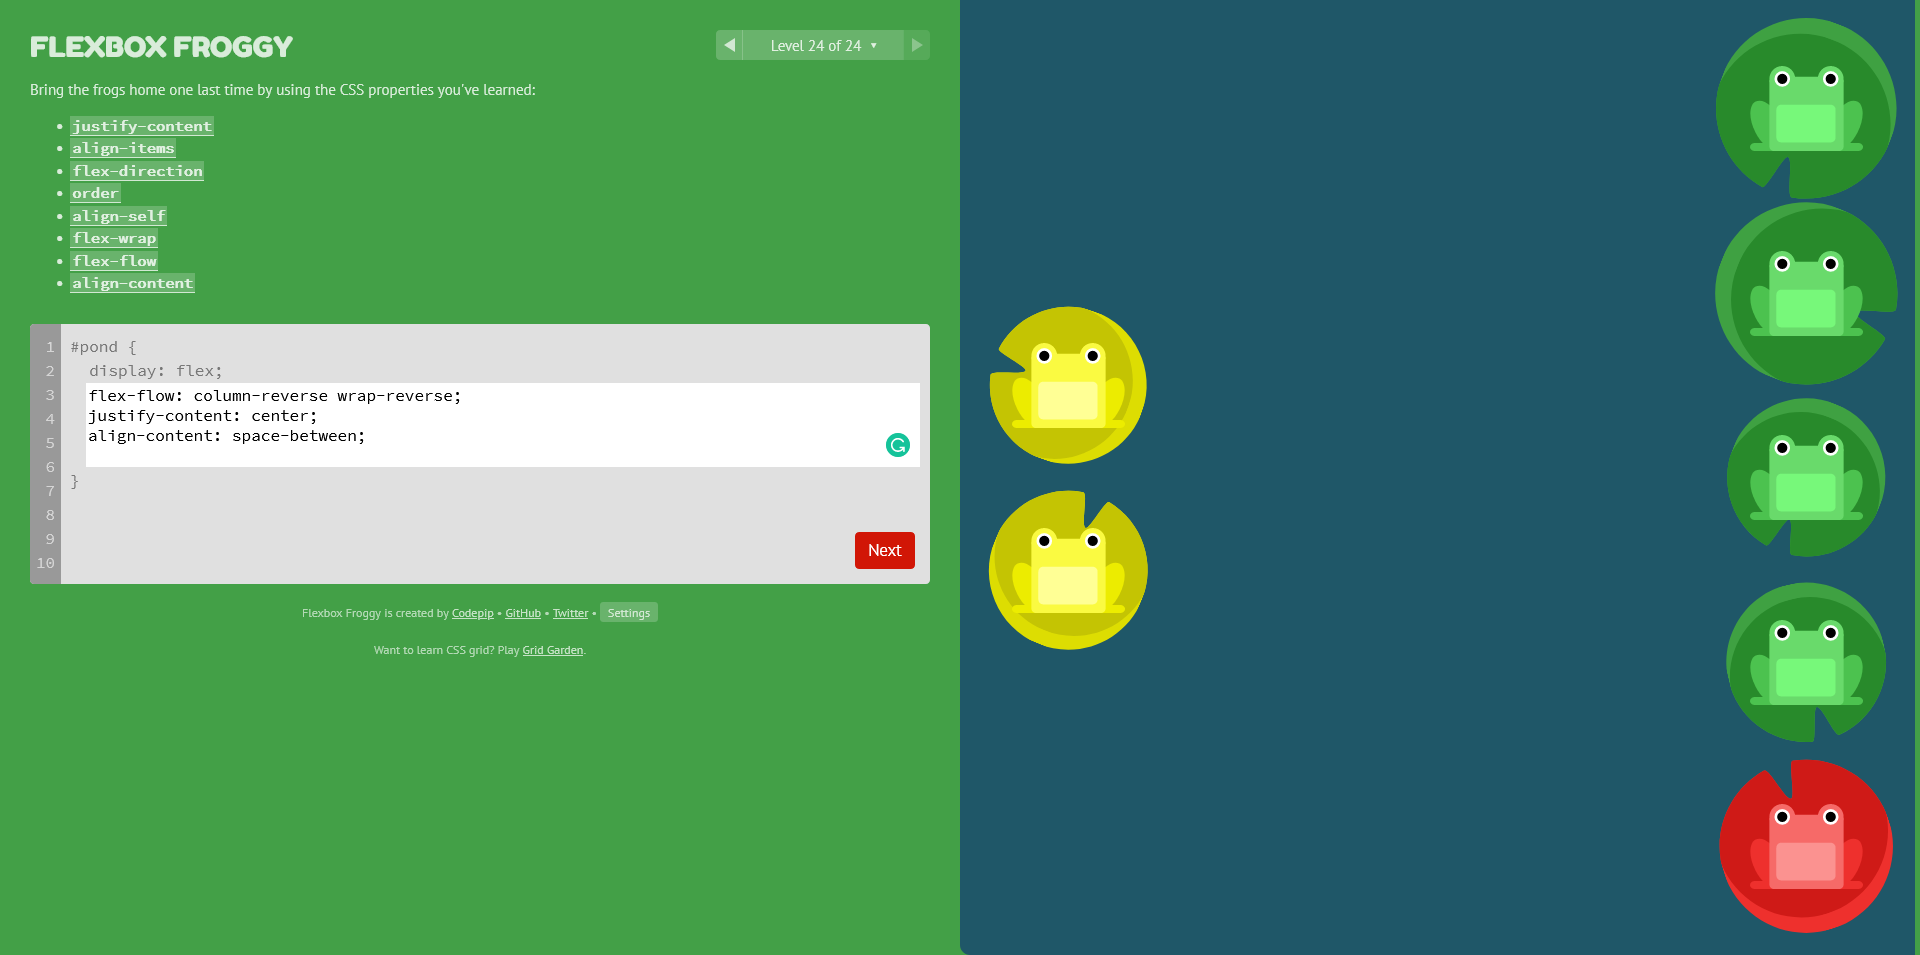 FLEXBOX FROGGY
◀ Level 24 of 24 ▼ ▶
Bring the frogs home one last time by using the CSS properties you've learned:
• justify-content
• align-items
• flex-direction
• order
• align-self
• flex-wrap
• flex-flow
• align-content
1 #pond {
2 display: flex;
3 flex-flow: column-reverse wrap-reverse;
4 justify-content: center;
5 align-content: space-between;
6
7 }
8
9
10
Next
Flexbox Froggy is created by Codepip • GitHub • Twitter • Settings
Want to learn CSS grid? Play Grid Garden.